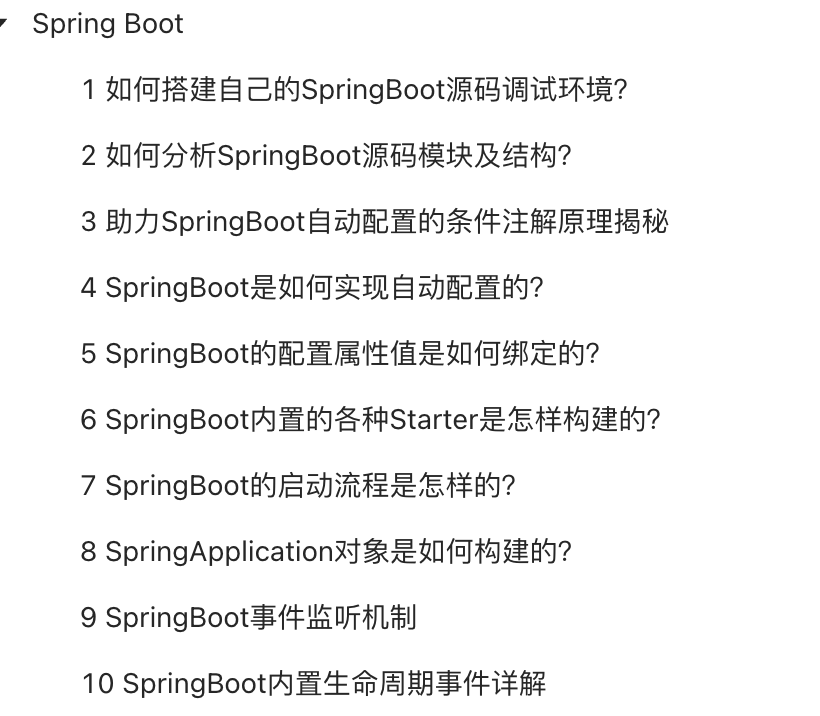 Spring Boot
1 如何搭建自己的SpringBoot源码调试环境?
2 如何分析SpringBoot源码模块及结构?
3 助力SpringBoot自动配置的条件注解原理揭秘
4 SpringBoot是如何实现自动配置的?
5 SpringBoot的配置属性值是如何绑定的?
6 SpringBoot内置的各种Starter是怎样构建的?
7 SpringBoot的启动流程是怎样的?
8 SpringApplication对象是如何构建的?
9 SpringBoot事件监听机制
10 SpringBoot内置生命周期事件详解